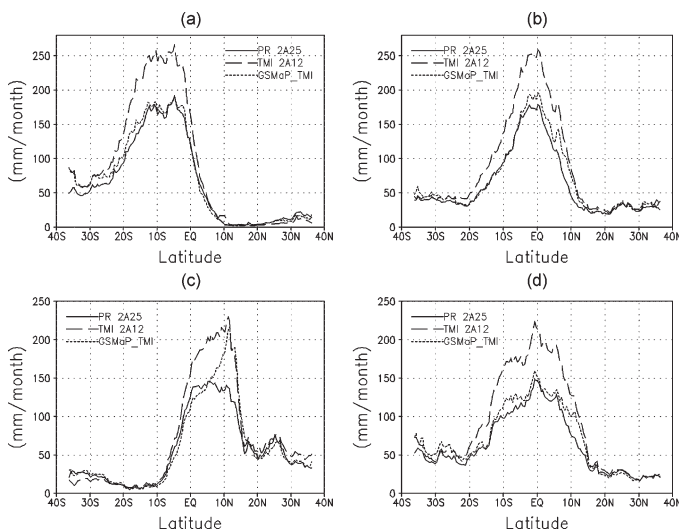 (a)
250
200
150
100
50
0
(mm/month)
PR 2A25
TMI 2A12
GSMaP_TMI
40S 30S 20S 10S EQ 10N 20N 30N 40N
Latitude
(b)
250
200
150
100
50
0
(mm/month)
PR 2A25
TMI 2A12
GSMaP_TMI
40S 30S 20S 10S EQ 10N 20N 30N 40N
Latitude
(c)
250
200
150
100
50
0
(mm/month)
PR 2A25
TMI 2A12
GSMaP_TMI
40S 30S 20S 10S EQ 10N 20N 30N 40N
Latitude
(d)
250
200
150
100
50
0
(mm/month)
PR 2A25
TMI 2A12
GSMaP_TMI
40S 30S 20S 10S EQ 10N 20N 30N 40N
Latitude